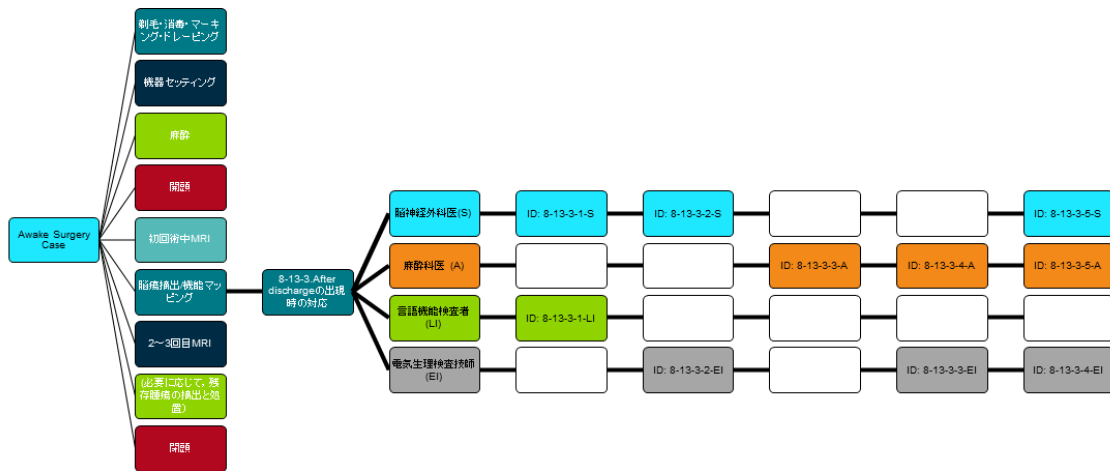 剃毛・消毒・マーキ
ング・ドレーピング
機器セッティング
麻酔
開頭
初回術中MRI
脳腫瘍摘出/機能マッ
ピング
2〜3回目MRI
(必要に応じて, 残
存腫瘍の摘出と処
置)
閉頭
Awake Surgery
Case
8-13-3.After
dischargeの出現
時の対応
脳神経外科医(S)
ID: 8-13-3-1-S
ID: 8-13-3-2-S
ID: 8-13-3-5-S
麻酔科医 (A)
ID: 8-13-3-3-A
ID: 8-13-3-4-A
ID: 8-13-3-5-A
言語機能検査者
(LI)
ID: 8-13-3-1-LI
電気生理検査技師
(EI)
ID: 8-13-3-2-EI
ID: 8-13-3-3-EI
ID: 8-13-3-4-EI